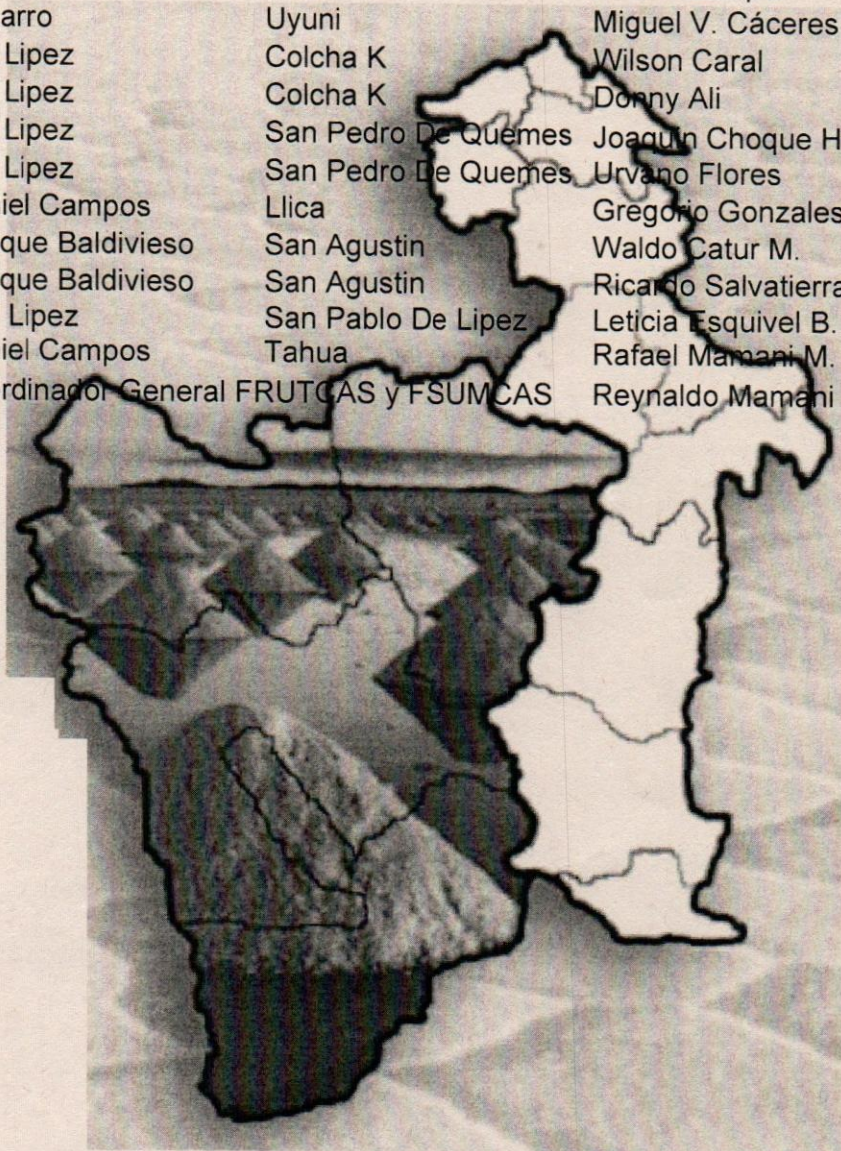 arro Uyuni Miguel V. Cáceres
Lipez Colcha K Wilson Caral
Lipez Colcha K Donny Ali
Lipez San Pedro De Quemes Joaquin Choque H
Lipez San Pedro De Quemes Urvano Flores
iel Campos Llica Gregorio Gonzales
que Baldivieso San Agustin Waldo Catur M.
que Baldivieso San Agustin Ricardo Salvatierra
Lipez San Pablo De Lipez Leticia Esquivel B.
iel Campos Tahua Rafael Mamani M.
rdinador General FRUTCAS y FSUMCAS Reynaldo Mamani